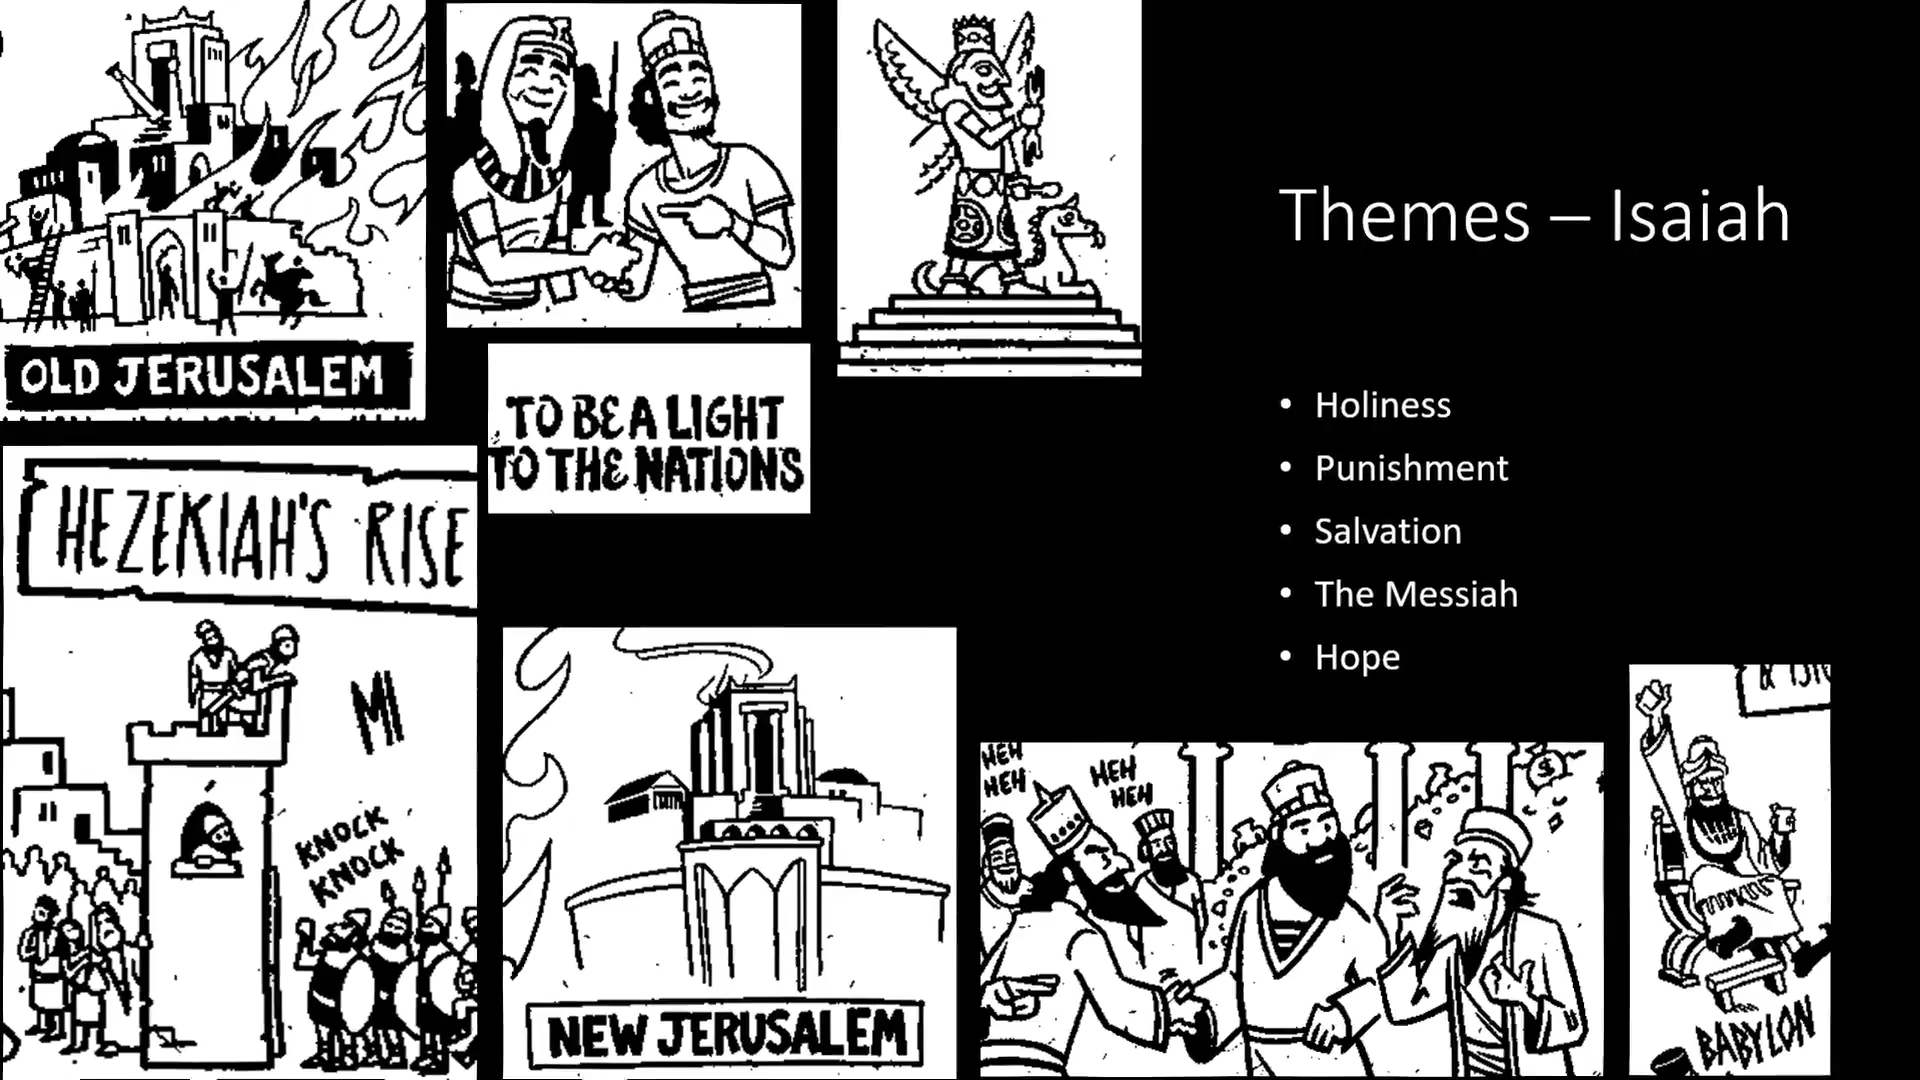 Themes – Isaiah
• Holiness
• Punishment
• Salvation
• The Messiah
• Hope
OLD JERUSALEM
TO BE A LIGHT
TO THE NATIONS
HEZEKIAH'S RISE
KNOCK
KNOCK
NEW JERUSALEM
HEH
HEH
HEH
HEH
$
BABYLON